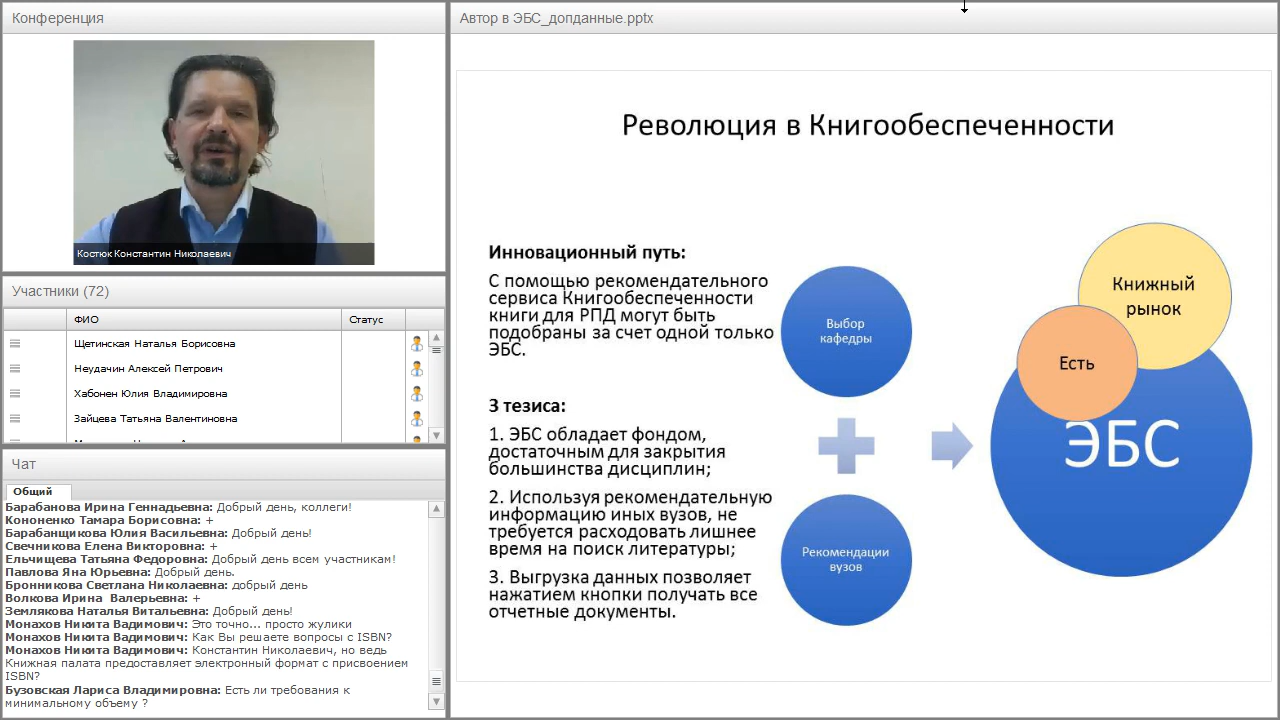 Конференция
Костюк Константин Николаевич
Участники (72)
ФИО
Статус
Щетинская Наталья Борисовна
Неудачин Алексей Петрович
Хабонен Юлия Владимировна
Зайцева Татьяна Валентиновна
Чат
Общий
Барабанова Ирина Геннадьевна: Добрый день, коллеги!
Кононенко Тамара Борисовна: +
Барабанщикова Юлия Васильевна: Добрый день!
Свечникова Елена Викторовна: +
Ельчищева Татьяна Федоровна: Добрый день всем участникам!
Павлова Яна Юрьевна: Добрый день.
Бронникова Светлана Николаевна: добрый день
Волкова Ирина  Валерьевна: +
Землякова Наталья Витальевна: Добрый день!
Монахов Никита Вадимович: Это точно... просто жулики
Монахов Никита Вадимович: Как Вы решаете вопросы с ISBN?
Монахов Никита Вадимович: Константин Николаевич, но ведь
Книжная палата предоставляет электронный формат с присвоением
ISBN?
Бузовская Лариса Владимировна: Есть ли требования к
минимальному объему ?
Автор в ЭБС_допданные.pptx
Революция в Книгообеспеченности
Инновационный путь:
С помощью рекомендательного
сервиса Книгообеспеченности
книги для РПД могут быть
подобраны за счет одной только
ЭБС.
3 тезиса:
1. ЭБС обладает фондом,
достаточным для закрытия
большинства дисциплин;
2. Используя рекомендательную
информацию иных вузов, не
требуется расходовать лишнее
время на поиск литературы;
3. Выгрузка данных позволяет
нажатием кнопки получать все
отчетные документы.
Выбор
кафедры
Рекомендации
вузов
Книжный
рынок
Есть
ЭБС